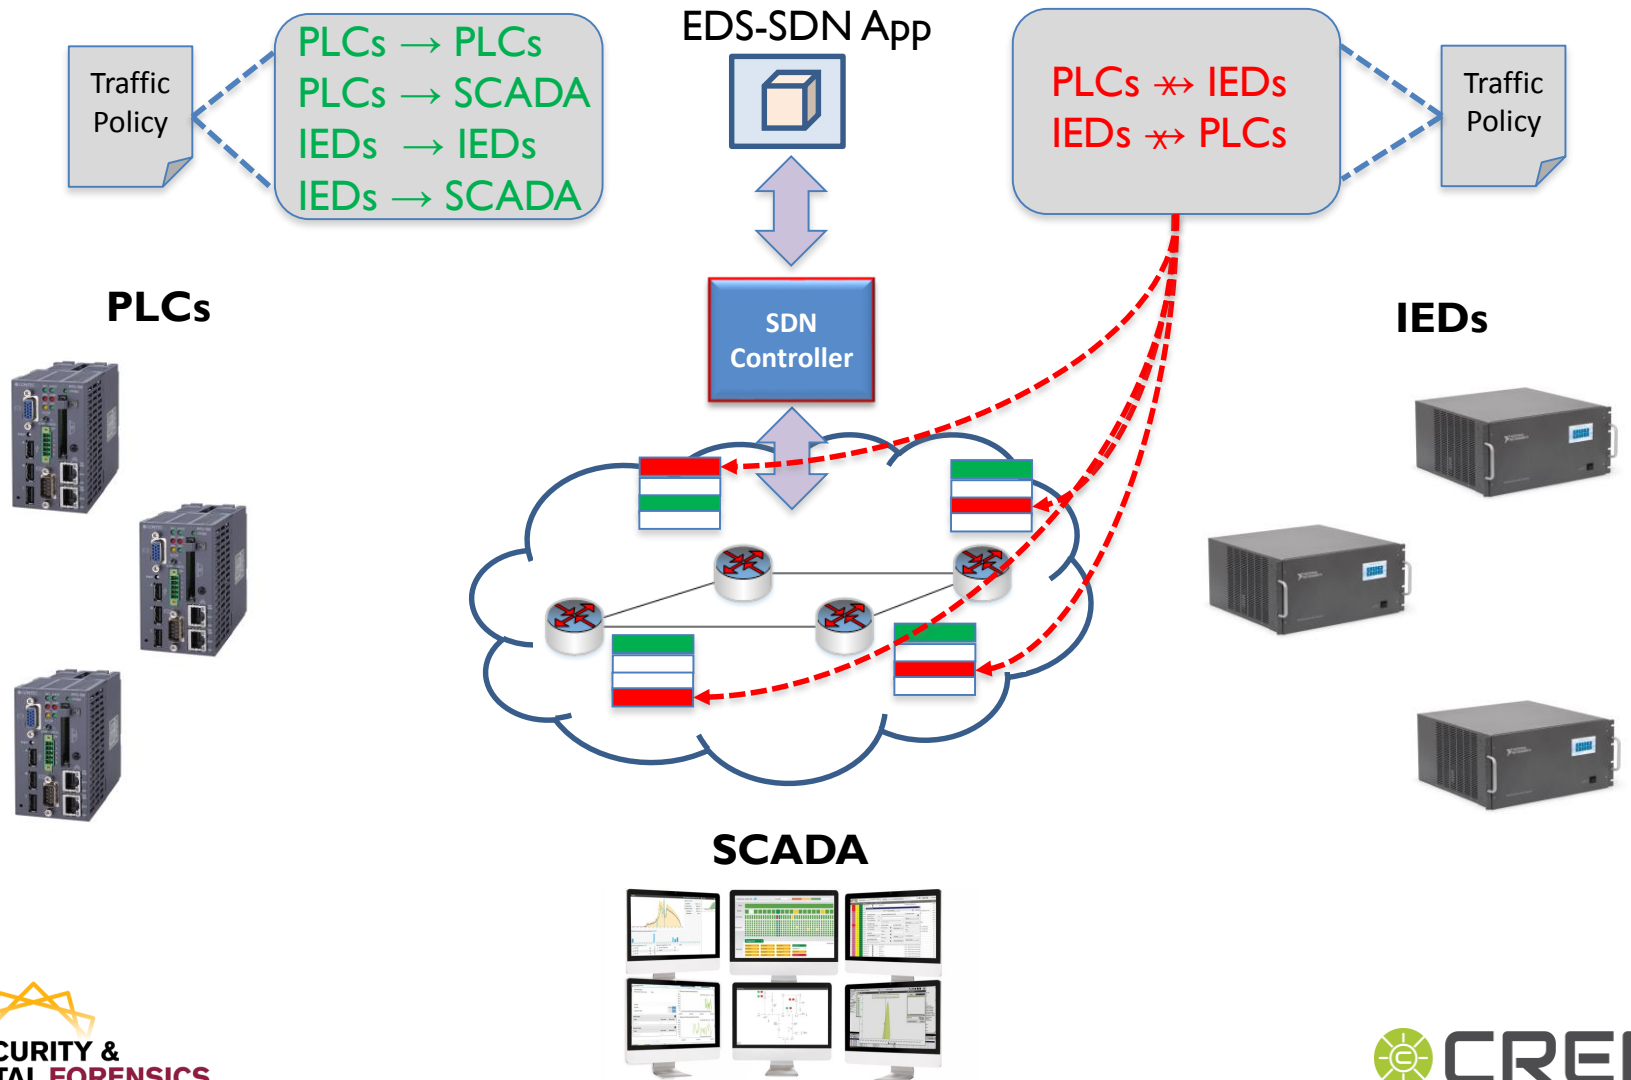 EDS-SDN App
Traffic
Policy
PLCs → PLCs
PLCs → SCADA
IEDs → IEDs
IEDs → SCADA
PLCs ↛ IEDs
IEDs ↛ PLCs
Traffic
Policy
PLCs
SDN
Controller
IEDs
SCADA
CURITY &
TAL FORENSICS
CRE